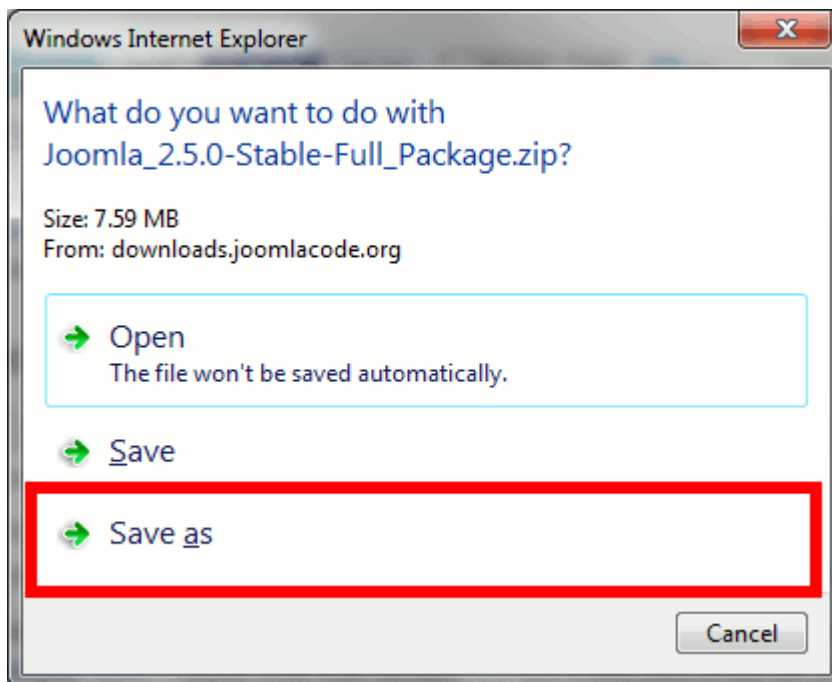 Windows Internet Explorer
What do you want to do with
Joomla_2.5.0-Stable-Full_Package.zip?
Size: 7.59 MB
From: downloads.joomlacode.org
Open
The file won't be saved automatically.
Save
Save as
Cancel